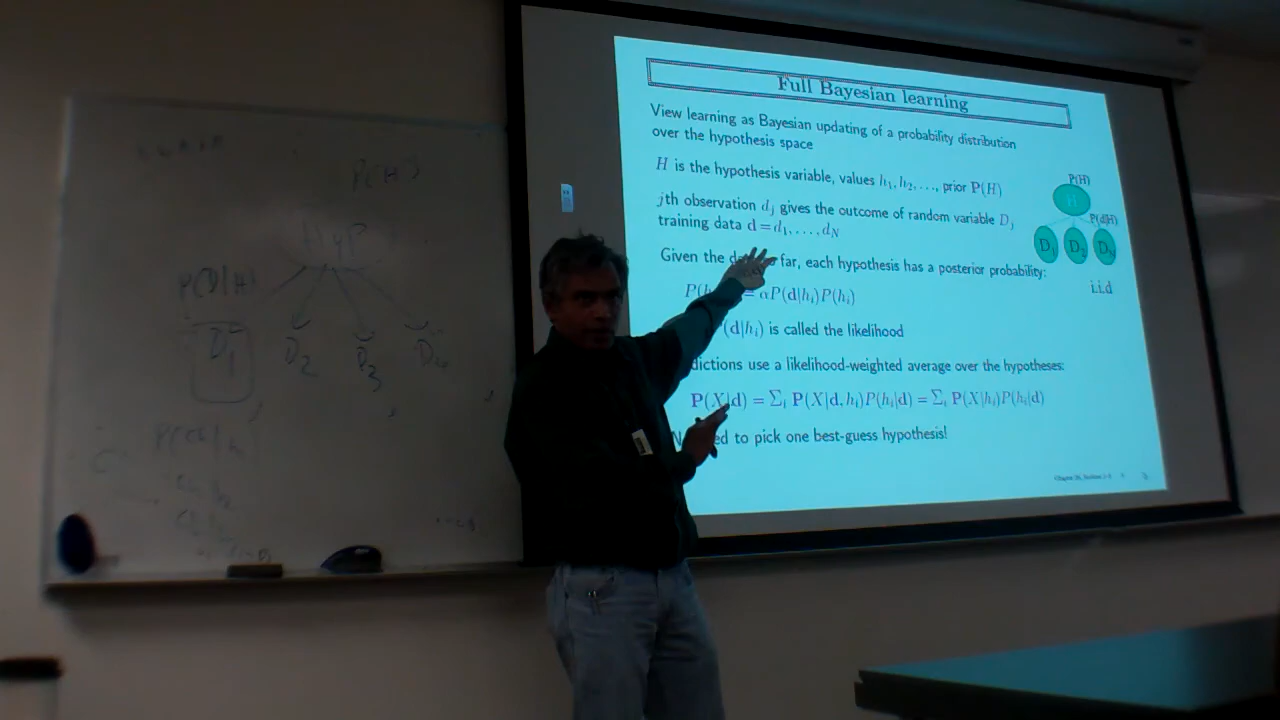 P(H)
Hyp
P(D|H)
D1
D2
D3
D4
Full Bayesian learning
View learning as Bayesian updating of a probability distribution
over the hypothesis space
H is the hypothesis variable, values h₁, h₂, . . ., prior P(H)
jth observation dⱼ gives the outcome of random variable Dⱼ
training data d = d₁, . . . , d_N
Given the far, each hypothesis has a posterior probability:
P(h = αP(d|hᵢ)P(hᵢ)
(d|hᵢ) is called the likelihood
dictions use a likelihood-weighted average over the hypotheses:
P(X|d) = Σᵢ P(X|d, hᵢ)P(hᵢ|d) = Σᵢ P(X|hᵢ)P(hᵢ|d)
N ed to pick one best-guess hypothesis!
P(H)
H
P(d|H)
D₁ D₂ D_N
i.i.d